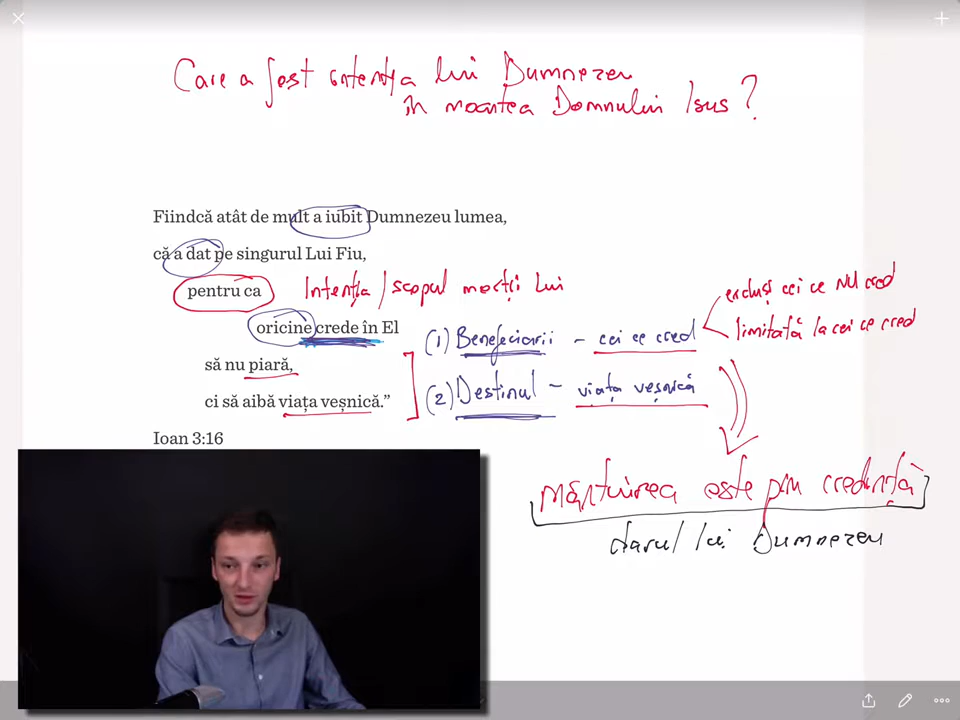 Care a fost intenția lui Dumnezeu
în moartea Domnului Isus?
Fiindcă atât de mult a iubit Dumnezeu lumea,
că a dat pe singurul Lui Fiu,
pentru ca Intenția / scopul morții Lui
excluși cei ce NU cred
oricine crede în El (1) Beneficiarii - cei ce cred
limitată la cei ce cred
să nu piară,
ci să aibă viața veșnică.” (2) Destinul - viața veșnică
Ioan 3:16
mântuirea este prin credință
darul lui Dumnezeu